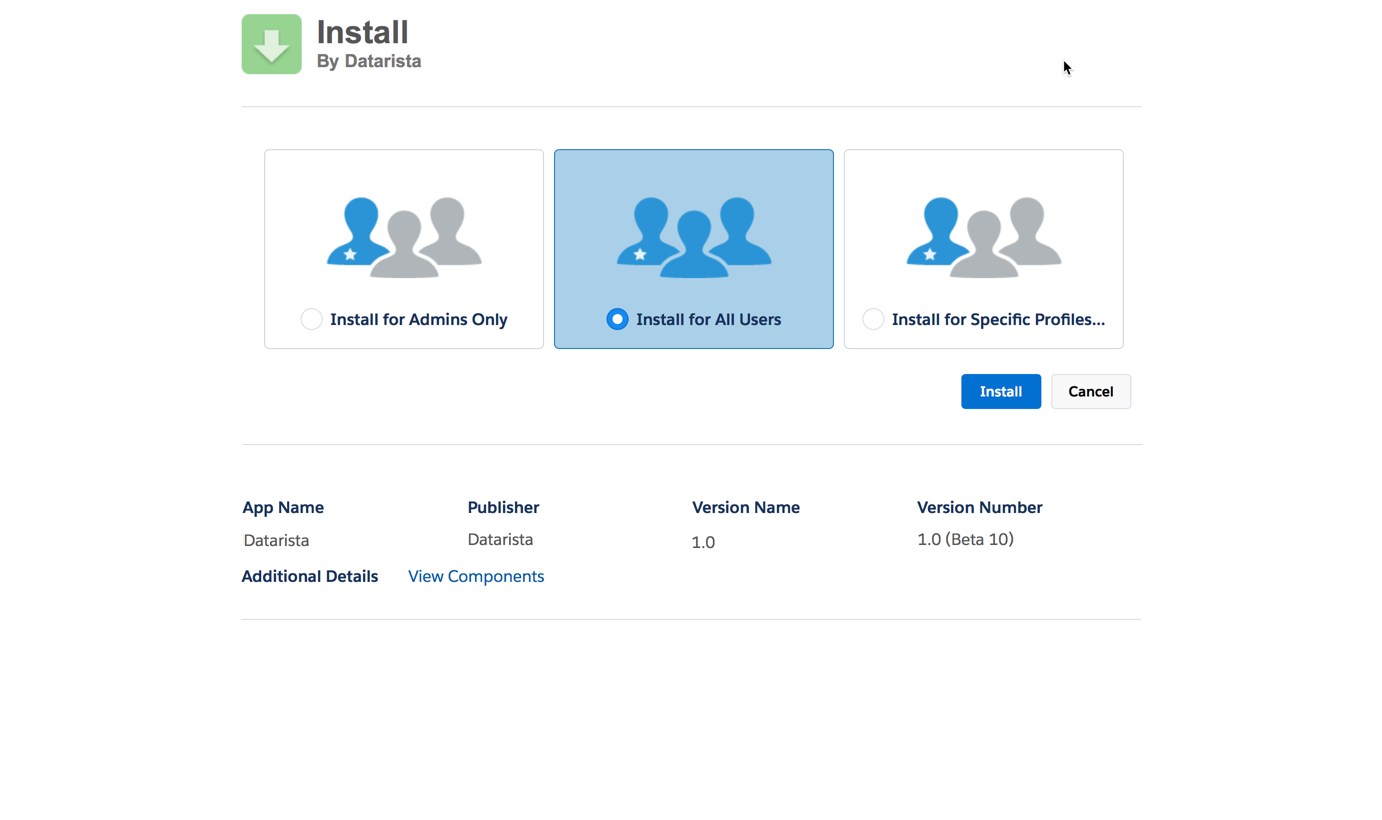 Install
By Datarista
Install for Admins Only
Install for All Users
Install for Specific Profiles...
Install
Cancel
App Name
Publisher
Version Name
Version Number
Datarista
Datarista
1.0
1.0 (Beta 10)
Additional Details
View Components